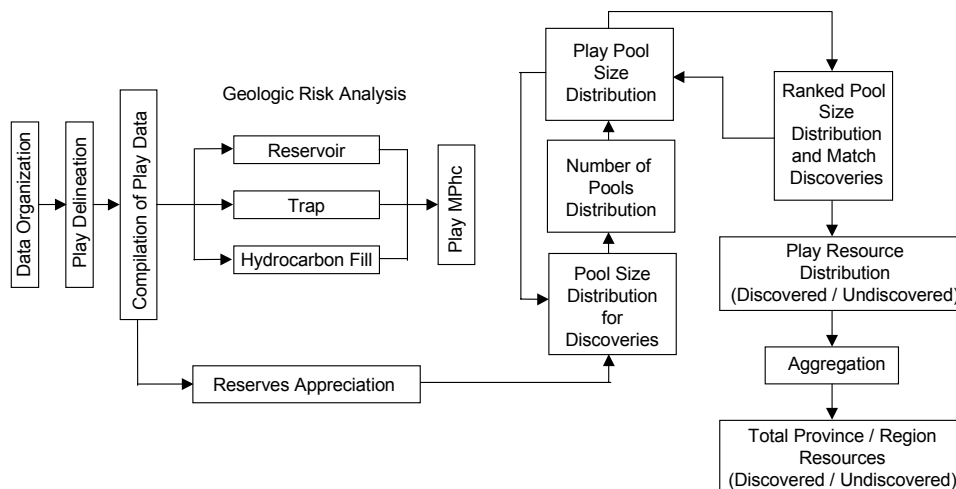 Data Organization
Play Delineation
Compilation of Play Data
Geologic Risk Analysis
Reservoir
Trap
Hydrocarbon Fill
Play MPhc
Reserves Appreciation
Play Pool
Size
Distribution
Number of
Pools
Distribution
Pool Size
Distribution
for
Discoveries
Ranked Pool
Size
Distribution
and Match
Discoveries
Play Resource
Distribution
(Discovered / Undiscovered)
Aggregation
Total Province / Region
Resources
(Discovered / Undiscovered)